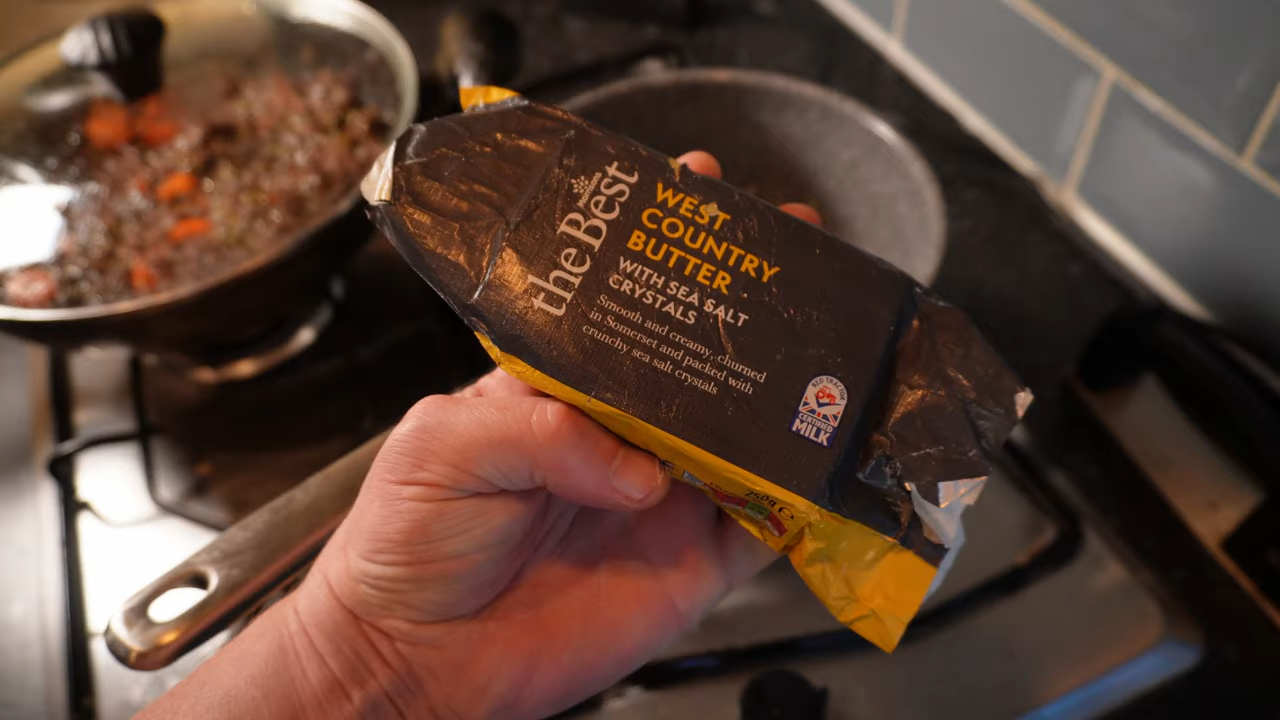 MORRISONS
the Best
WEST
COUNTRY
BUTTER
WITH SEA SALT
CRYSTALS
Smooth and creamy, churned
in Somerset and packed with
crunchy sea salt crystals
RED TRACTOR
CERTIFIED
MILK
250g e